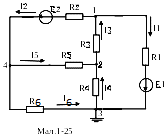 I2 E2 R2 1
I1
I3
R3
R1
4 I5 R5 2
R4 I4 E1
R6 I6
3
Мал.1-25